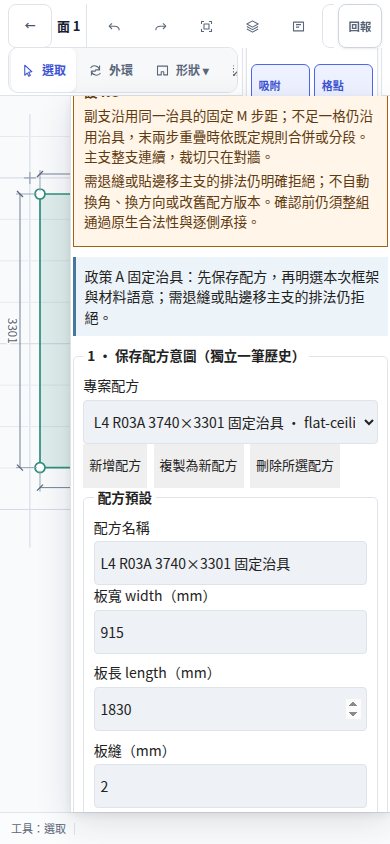 ← 面 1 回報
選取 外環 形狀 ▾ 吸附 格點
副支沿用同一治具的固定 M 步距；不足一格仍沿
用治具，末兩步重疊時依既定規則合併或分段。
主支整支連續，裁切只在對牆。
需退縫或貼邊移主支的排法仍明確拒絕；不自動
換角、換方向或改舊配方版本。確認前仍須整組
通過原生合法性與逐側承接。
政策 A 固定治具：先保存配方，再明選本次框架
與材料語意；需退縫或貼邊移主支的排法仍拒
絕。
3301
1 · 保存配方意圖（獨立一筆歷史）
專案配方
L4 R03A 3740×3301 固定治具 · flat-ceili
新增配方 複製為新配方 刪除所選配方
配方預設
配方名稱
L4 R03A 3740×3301 固定治具
板寬 width（mm）
915
板長 length（mm）
1830
板縫（mm）
2
工具：選取